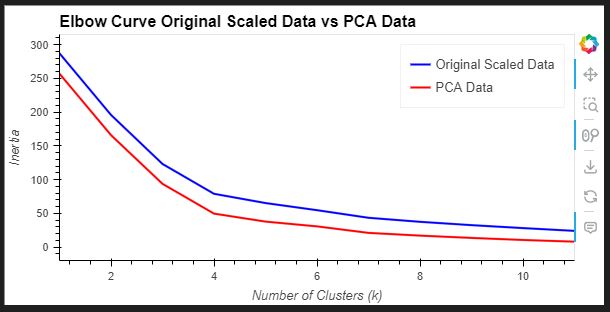 Elbow Curve Original Scaled Data vs PCA Data
300
250
200
150
100
50
0
Inertia
Original Scaled Data
PCA Data
2
4
6
8
10
Number of Clusters (k)